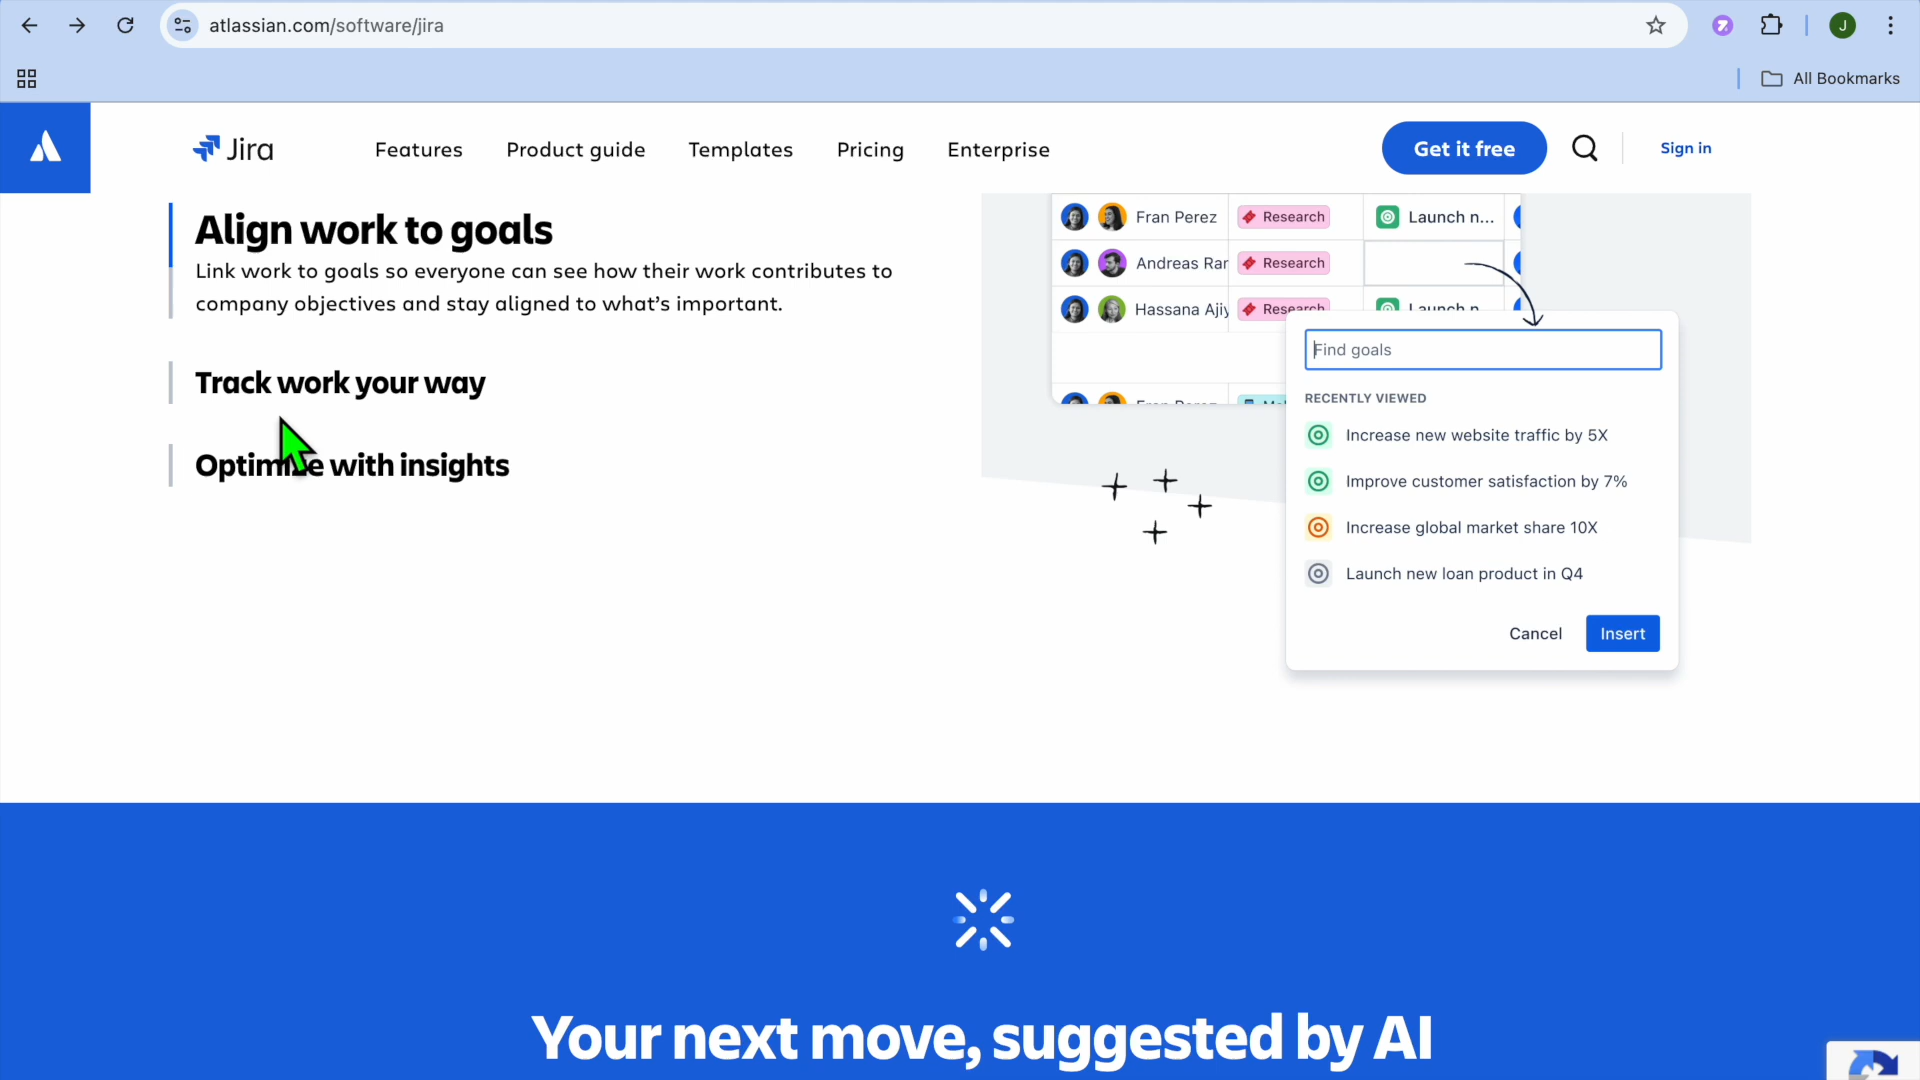 atlassian.com/software/jira
J
All Bookmarks
Jira
Features
Product guide
Templates
Pricing
Enterprise
Get it free
Sign in
Align work to goals
Link work to goals so everyone can see how their work contributes to
company objectives and stay aligned to what's important.
Track work your way
Optimize with insights
Fran Perez
Research
Launch n...
Andreas Rar
Research
Hassana Ajiy
Research
Find goals
RECENTLY VIEWED
Increase new website traffic by 5X
Improve customer satisfaction by 7%
Increase global market share 10X
Launch new loan product in Q4
Cancel
Insert
Your next move, suggested by AI